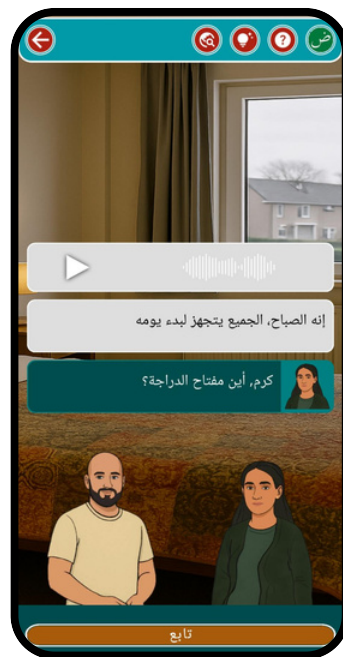 ض
إنه الصباح، الجميع يتجهز لبدء يومه
كرم، أين مفتاح الدراجة؟
تابع